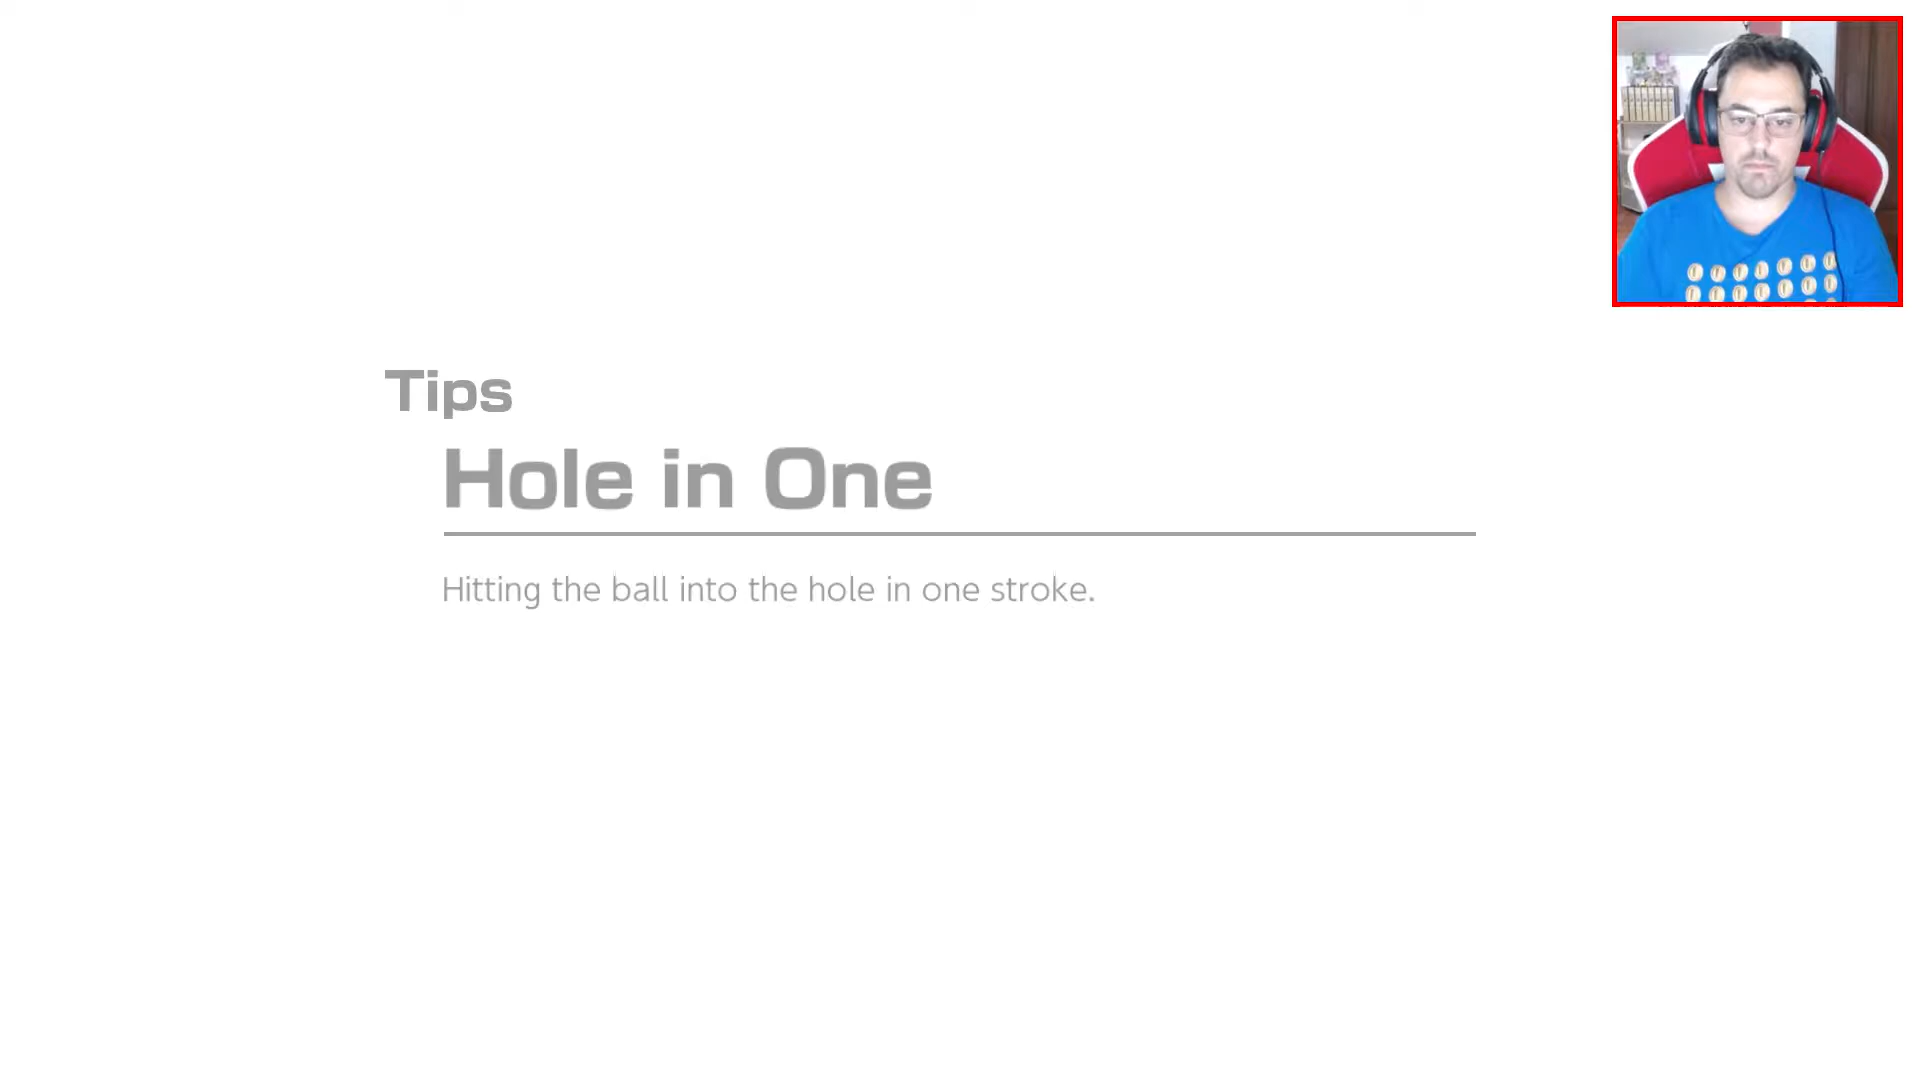 Tips
Hole in One
Hitting the ball into the hole in one stroke.